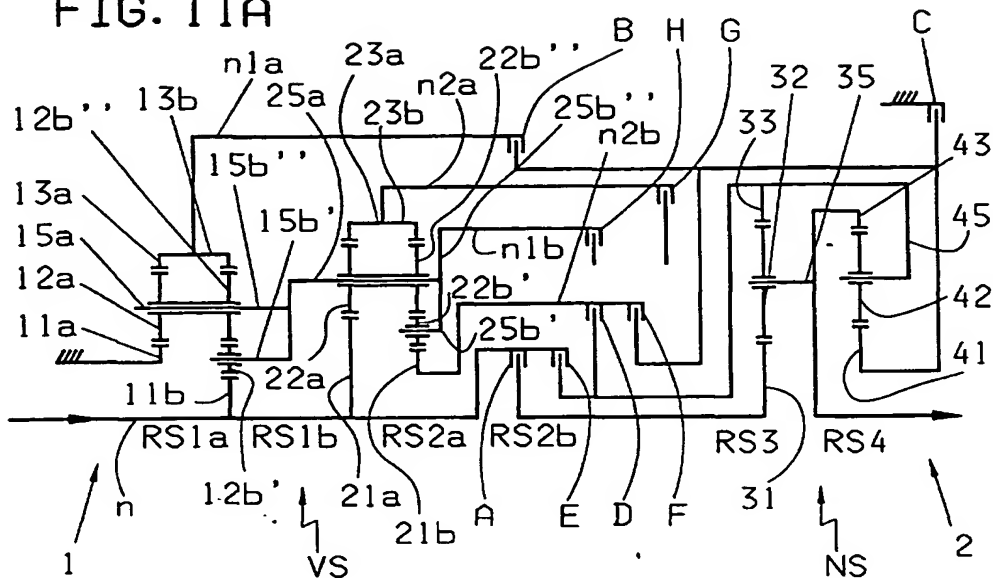 FIG. 11A
B H G
C
23a 22b''
n1a n2a 32 35
25a
12b'' 13b 23b 25b'' 33
n2b
43
13a 15b''
15a 15b' 45
12a n1b
11a 22b' 42
25b'
22a 41
11b
RS1a RS1b RS2a RS2b RS3 RS4
n 12b' 21a 31
21b A E D F
1 VS NS 2